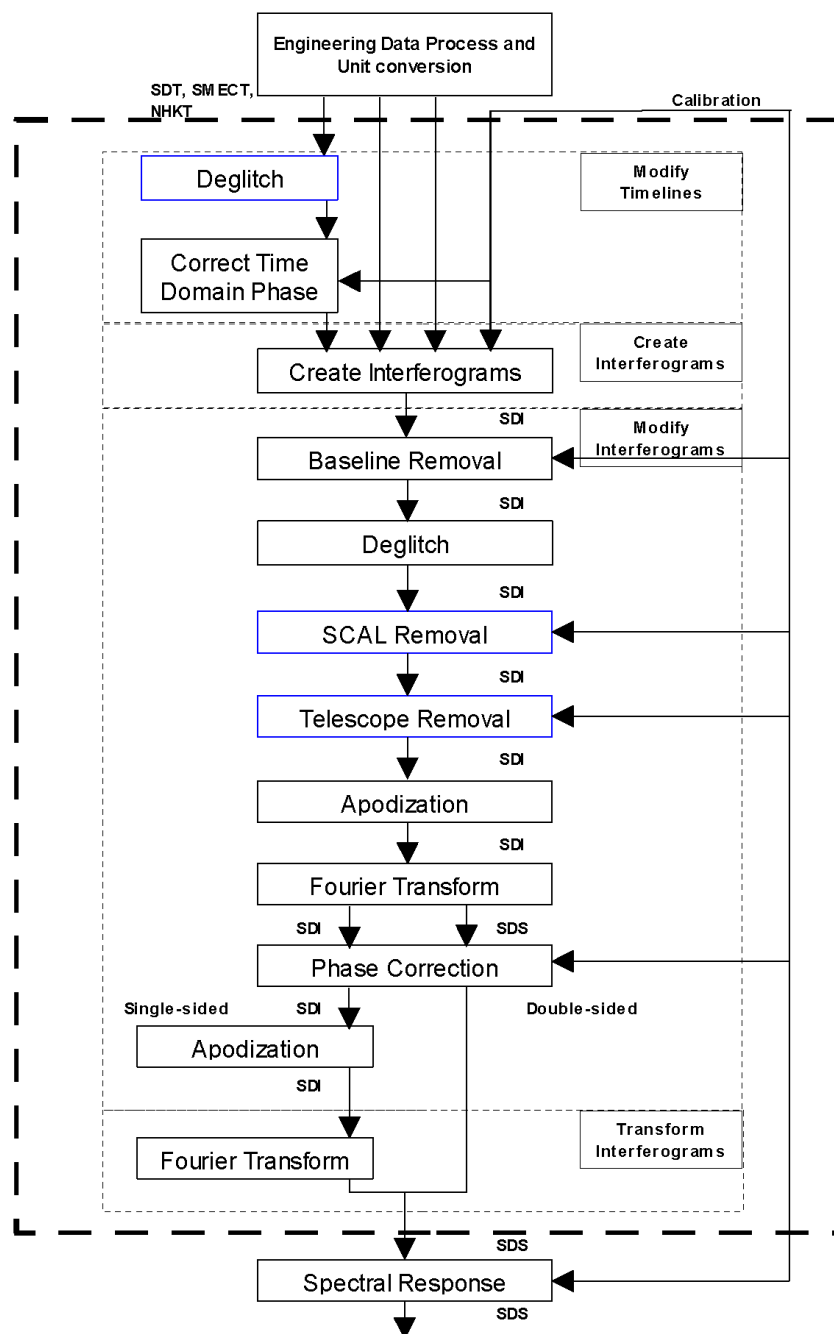 Engineering Data Process and
Unit conversion
SDT, SMECT,
NHKT
Calibration
Deglitch
Modify
Timelines
Correct Time
Domain Phase
Create
Interferograms
Create Interferograms
SDI
Modify
Interferograms
Baseline Removal
SDI
Deglitch
SDI
SCAL Removal
SDI
Telescope Removal
SDI
Apodization
SDI
Fourier Transform
SDI
SDS
Phase Correction
Single-sided
SDI
Double-sided
Apodization
SDI
Transform
Interferograms
Fourier Transform
SDS
Spectral Response
SDS